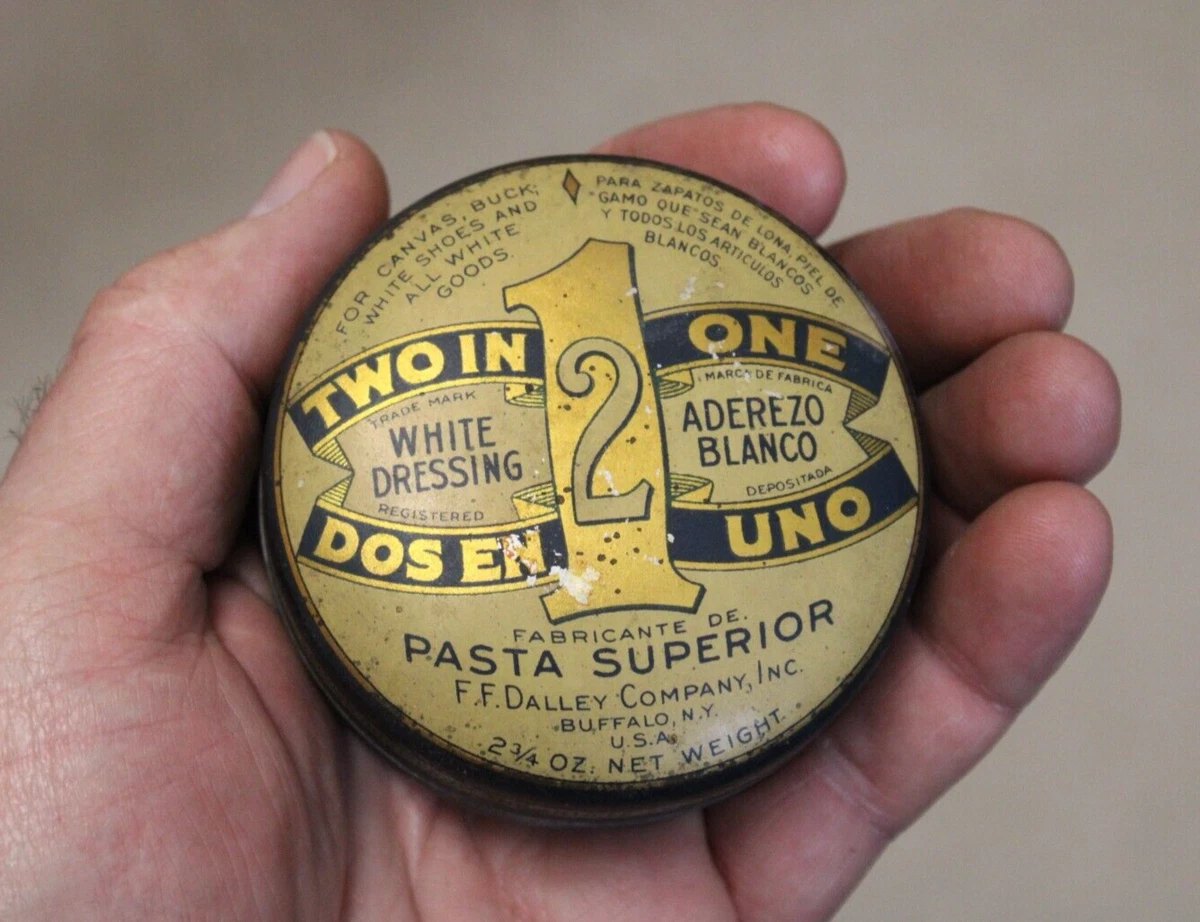 FOR CANVAS, BUCK,
WHITE SHOES AND
ALL WHITE
GOODS.
PARA ZAPATOS DE LONA, PIEL DE
"GAMO QUE" SEAN BLANCOS
Y TODOS LOS ARTICULOS
BLANCOS
1
2
TWO IN ONE
TRADE MARK
WHITE
DRESSING
REGISTERED
MARCA DE FABRICA
ADEREZO
BLANCO
DEPOSITADA
DOS EN UNO
FABRICANTE DE.
PASTA SUPERIOR
F.F. DALLEY COMPANY, INC.
BUFFALO, N.Y.
U.S.A.
2 3/4 OZ. NET WEIGHT.